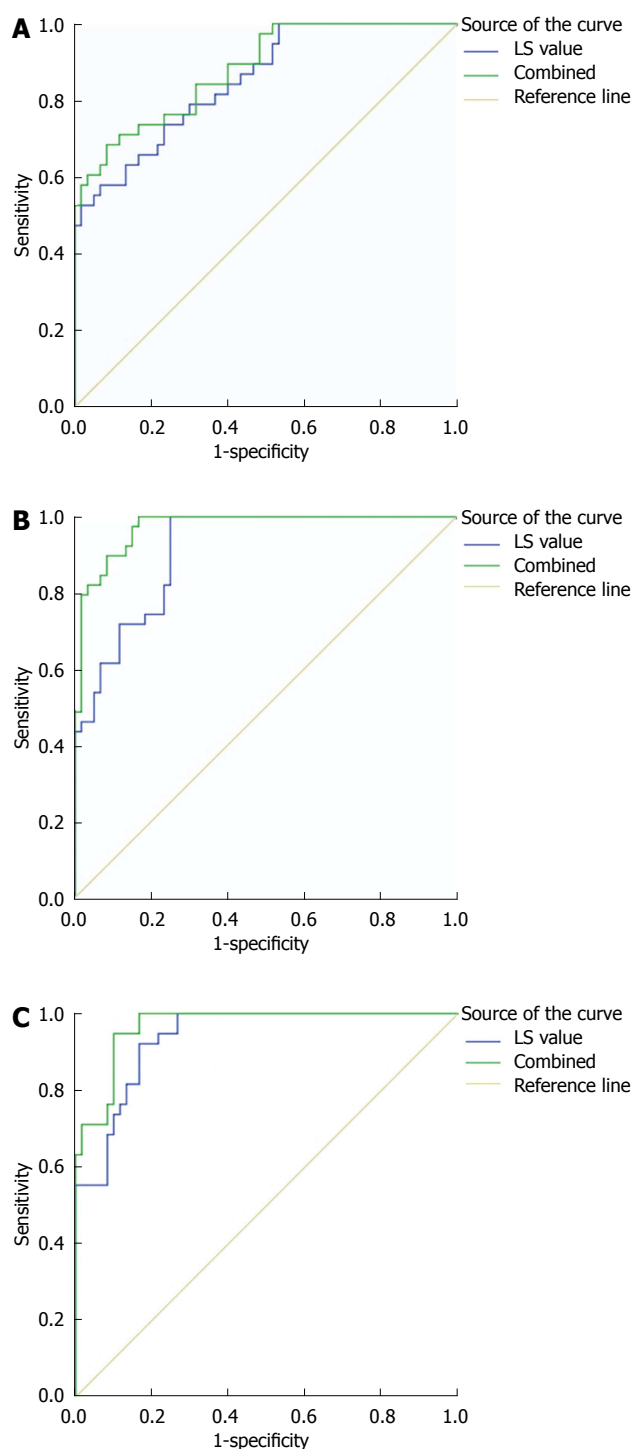 A
Source of the curve
LS value
Combined
Reference line
Sensitivity
1.0
0.8
0.6
0.4
0.2
0.0
0.0 0.2 0.4 0.6 0.8 1.0
1-specificity
B
Source of the curve
LS value
Combined
Reference line
Sensitivity
1.0
0.8
0.6
0.4
0.2
0.0
0.0 0.2 0.4 0.6 0.8 1.0
1-specificity
C
Source of the curve
LS value
Combined
Reference line
Sensitivity
1.0
0.8
0.6
0.4
0.2
0.0
0.0 0.2 0.4 0.6 0.8 1.0
1-specificity